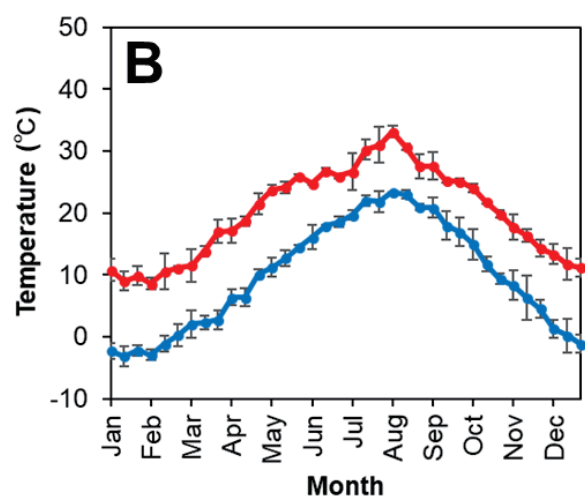 B
50
40
30
20
10
0
-10
Temperature (℃)
Jan
Feb
Mar
Apr
May
Jun
Jul
Aug
Sep
Oct
Nov
Dec
Month